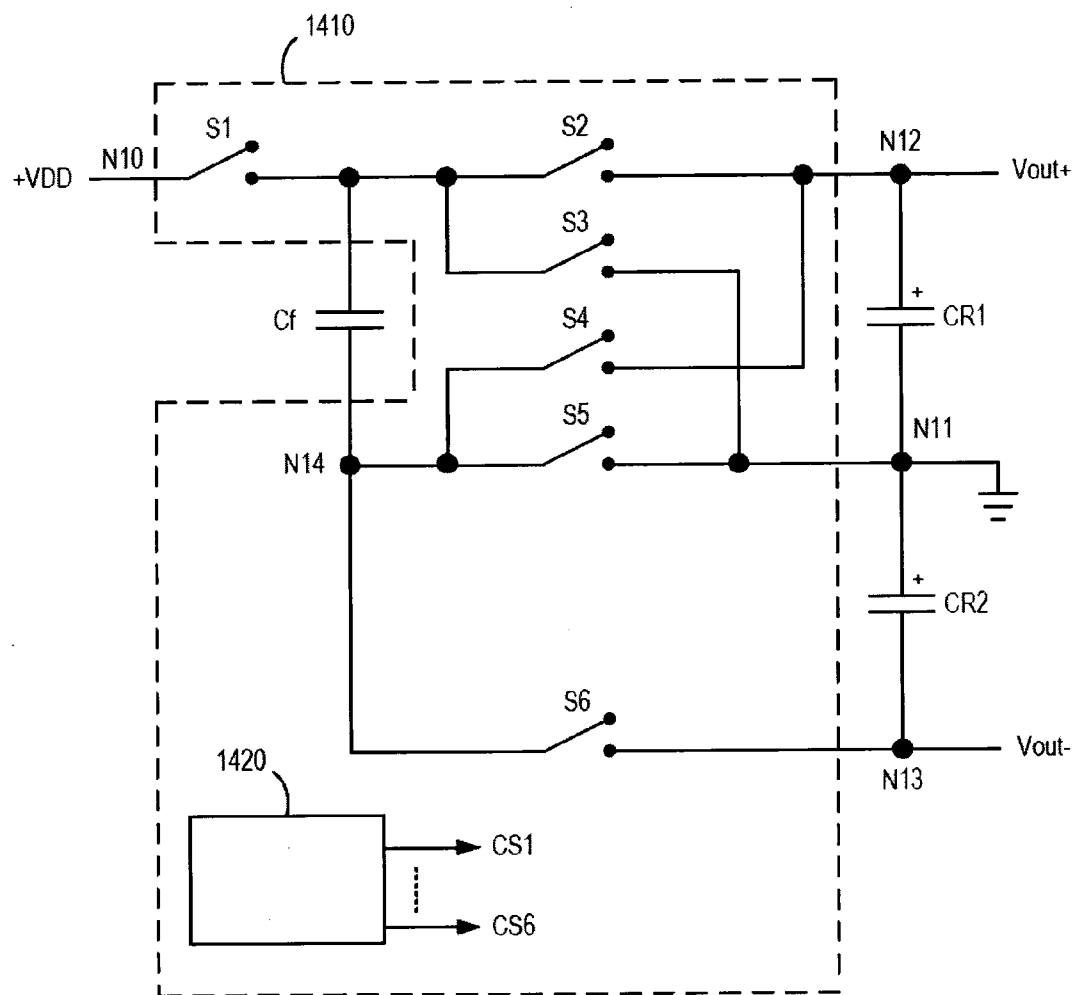 1410
S1
S2
N12
N10
+VDD
Vout+
S3
+
Cf
CR1
S4
S5
N11
N14
+
CR2
S6
1420
Vout-
N13
CS1
CS6